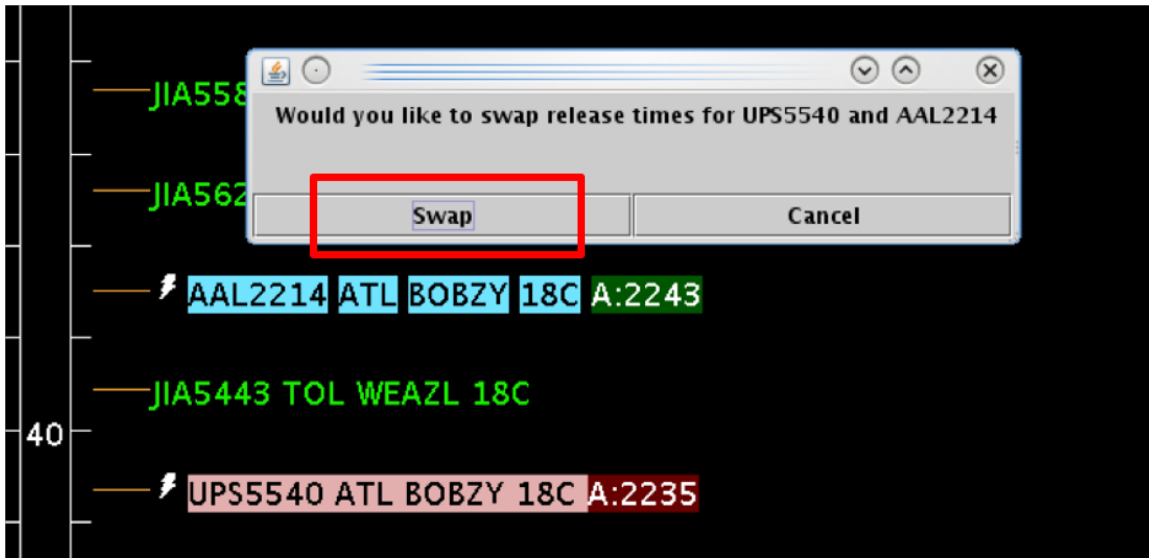 JIA558
Would you like to swap release times for UPS5540 and AAL2214
JIA562
Swap Cancel
AAL2214 ATL BOBZY 18C A:2243
JIA5443 TOL WEAZL 18C
40
UPS5540 ATL BOBZY 18C A:2235